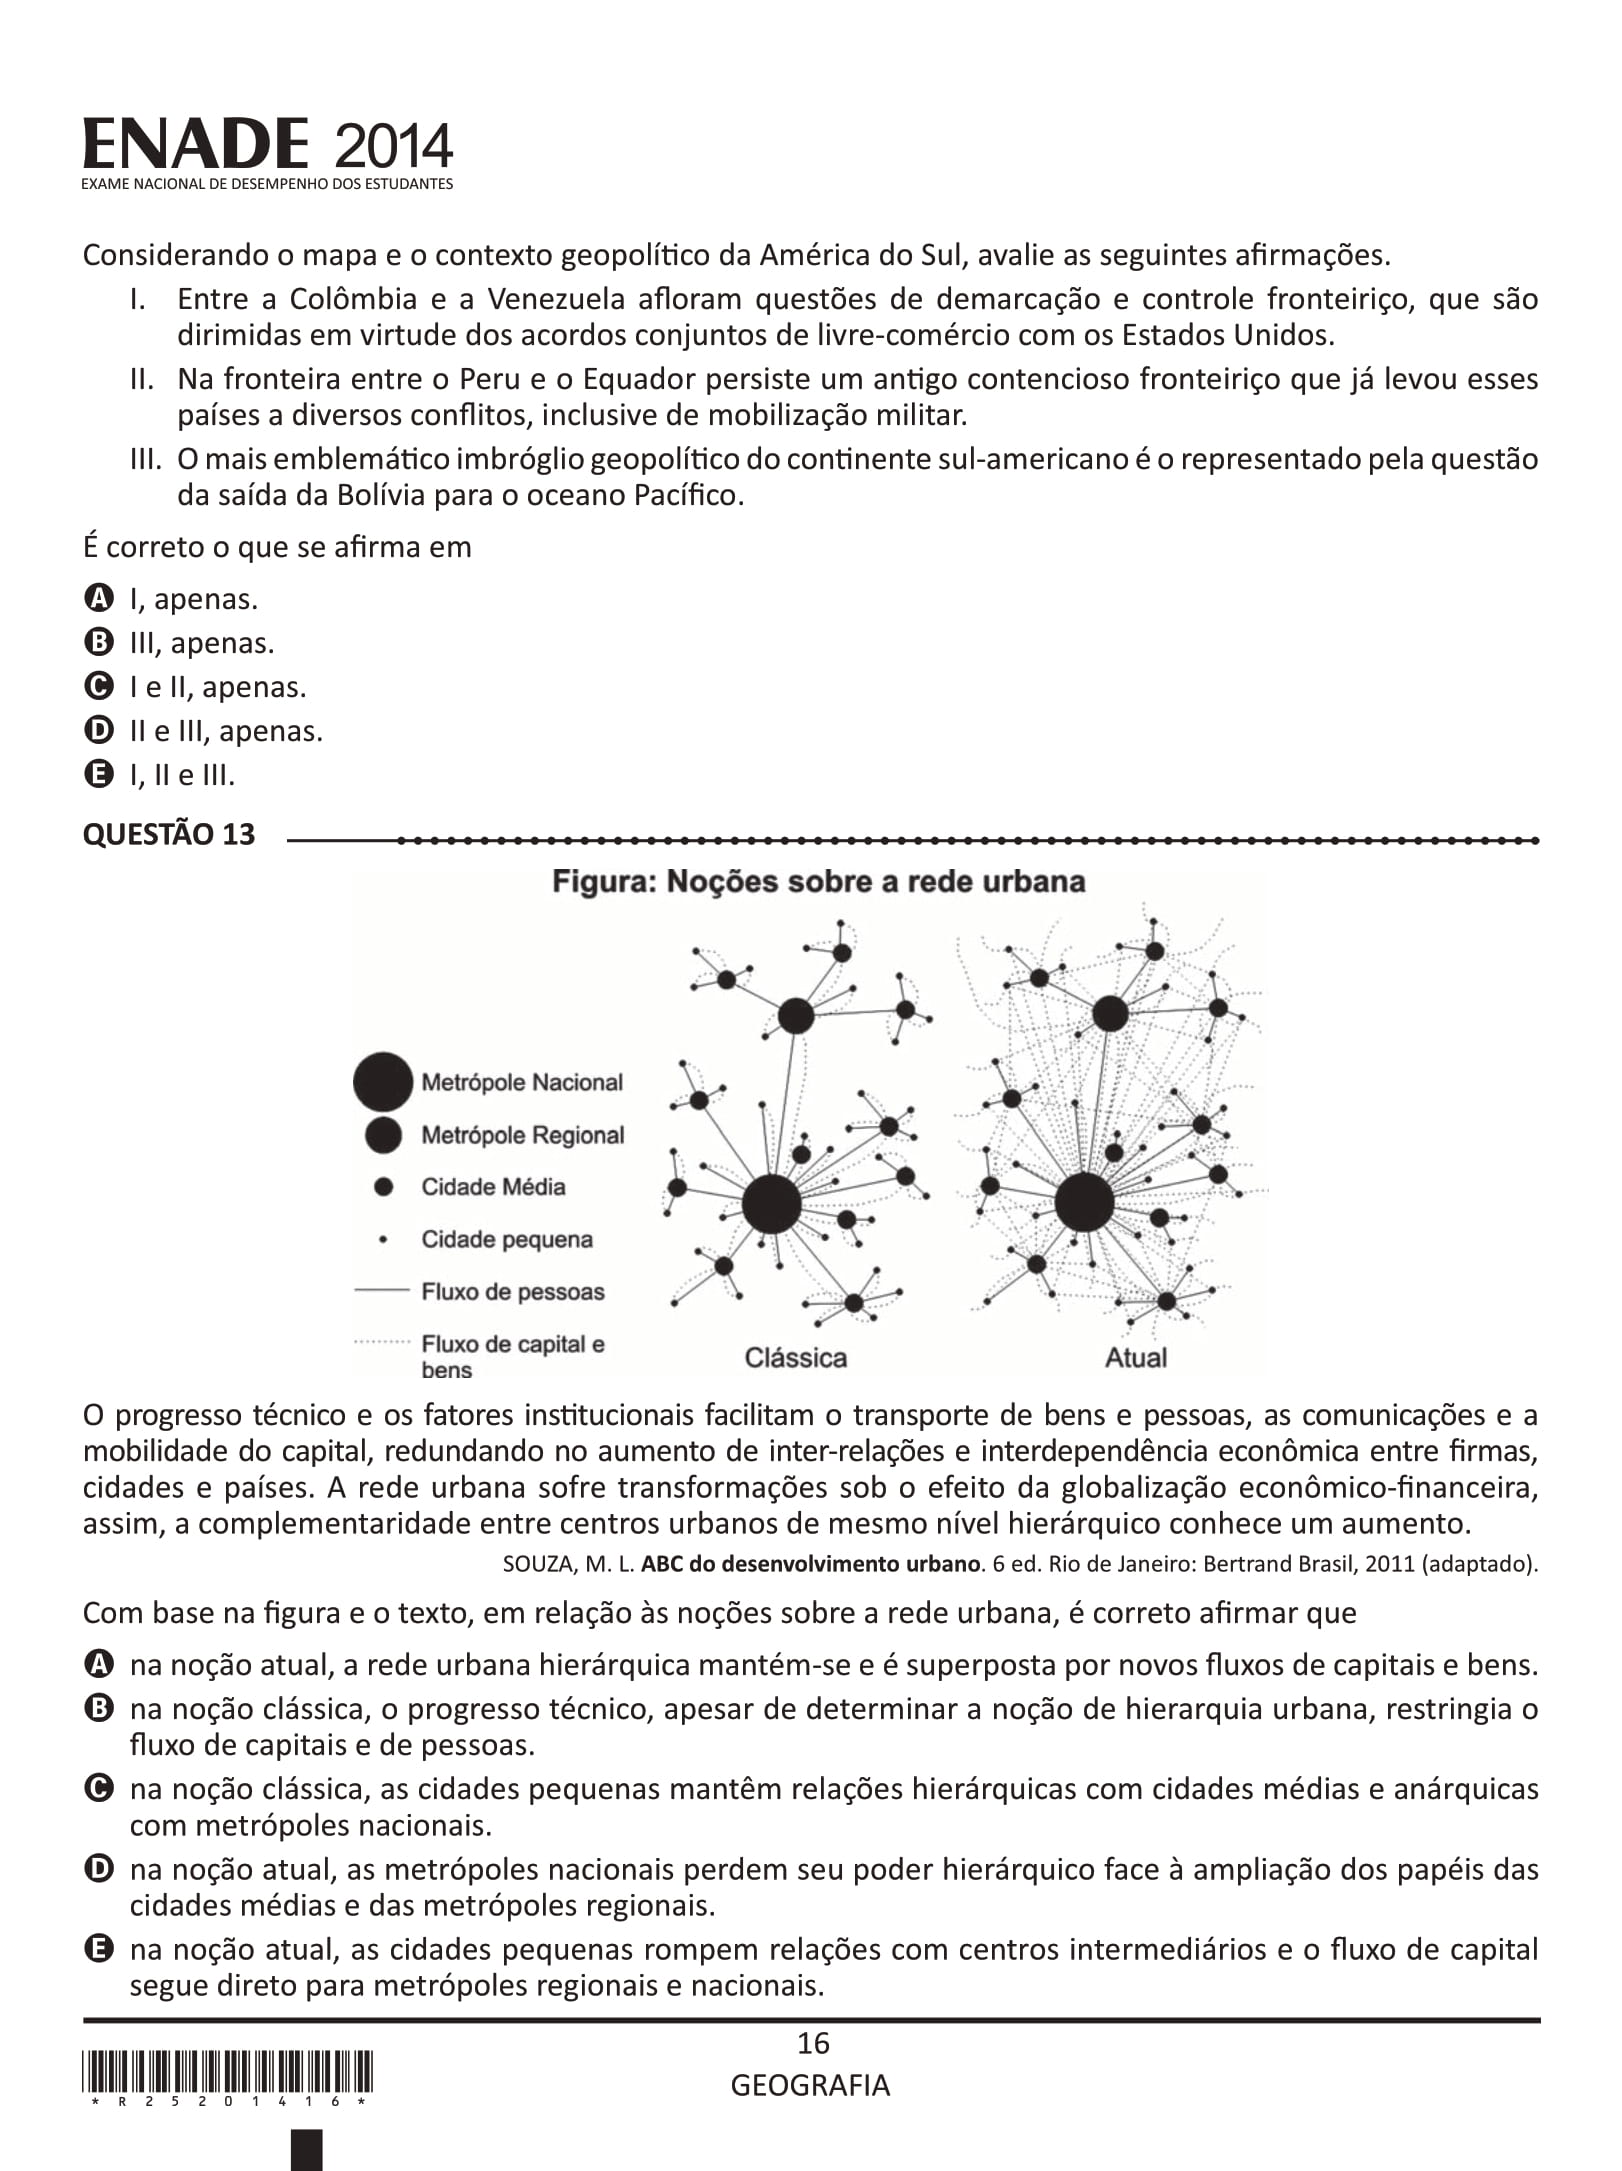 ENADE 2014
EXAME NACIONAL DE DESEMPENHO DOS ESTUDANTES
Considerando o mapa e o contexto geopolítico da América do Sul, avalie as seguintes afirmações.
I. Entre a Colômbia e a Venezuela afloram questões de demarcação e controle fronteiriço, que são
dirimidas em virtude dos acordos conjuntos de livre-comércio com os Estados Unidos.
II. Na fronteira entre o Peru e o Equador persiste um antigo contencioso fronteiriço que já levou esses
países a diversos conflitos, inclusive de mobilização militar.
III. O mais emblemático imbróglio geopolítico do continente sul-americano é o representado pela questão
da saída da Bolívia para o oceano Pacífico.
É correto o que se afirma em
A I, apenas.
B III, apenas.
C I e II, apenas.
D II e III, apenas.
E I, II e III.
QUESTÃO 13
Figura: Noções sobre a rede urbana
Metrópole Nacional
Metrópole Regional
Cidade Média
Cidade pequena
Fluxo de pessoas
Fluxo de capital e
bens
Clássica
Atual
O progresso técnico e os fatores institucionais facilitam o transporte de bens e pessoas, as comunicações e a
mobilidade do capital, redundando no aumento de inter-relações e interdependência econômica entre firmas,
cidades e países. A rede urbana sofre transformações sob o efeito da globalização econômico-financeira,
assim, a complementaridade entre centros urbanos de mesmo nível hierárquico conhece um aumento.
SOUZA, M. L. ABC do desenvolvimento urbano. 6 ed. Rio de Janeiro: Bertrand Brasil, 2011 (adaptado).
Com base na figura e o texto, em relação às noções sobre a rede urbana, é correto afirmar que
A na noção atual, a rede urbana hierárquica mantém-se e é superposta por novos fluxos de capitais e bens.
B na noção clássica, o progresso técnico, apesar de determinar a noção de hierarquia urbana, restringia o
fluxo de capitais e de pessoas.
C na noção clássica, as cidades pequenas mantêm relações hierárquicas com cidades médias e anárquicas
com metrópoles nacionais.
D na noção atual, as metrópoles nacionais perdem seu poder hierárquico face à ampliação dos papéis das
cidades médias e das metrópoles regionais.
E na noção atual, as cidades pequenas rompem relações com centros intermediários e o fluxo de capital
segue direto para metrópoles regionais e nacionais.
16
GEOGRAFIA
* R 2 5 2 0 1 4 1 6 *